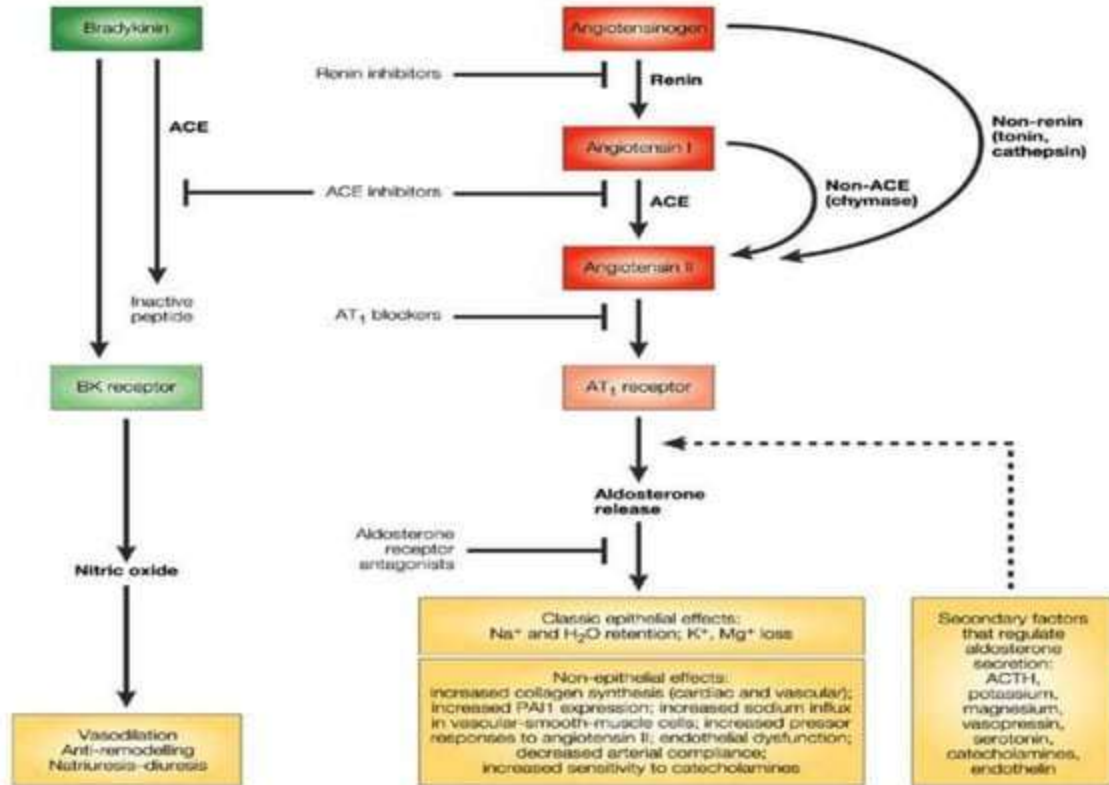 Bradykinin
Angiotensinogen
Renin inhibitors
Renin
ACE
Non-renin
(tonin,
cathepsin)
Angiotensin I
ACE inhibitors
ACE
Non-ACE
(chymase)
Angiotensin II
Inactive
peptide
AT₁ blockers
BK receptor
AT₁ receptor
Aldosterone
release
Aldosterone
receptor
antagonists
Nitric oxide
Classic epithelial effects:
Na⁺ and H₂O retention; K⁺, Mg⁺ loss
Non-epithelial effects:
increased collagen synthesis (cardiac and vascular);
increased PAI1 expression; increased sodium influx
in vascular-smooth-muscle cells; increased pressor
responses to angiotensin II; endothelial dysfunction;
decreased arterial compliance;
increased sensitivity to catecholamines
Secondary factors
that regulate
aldosterone
secretion:
ACTH,
potassium,
magnesium,
vasopressin,
serotonin,
catecholamines,
endothelin
Vasodilation
Anti-remodelling
Natriuresis–diuresis